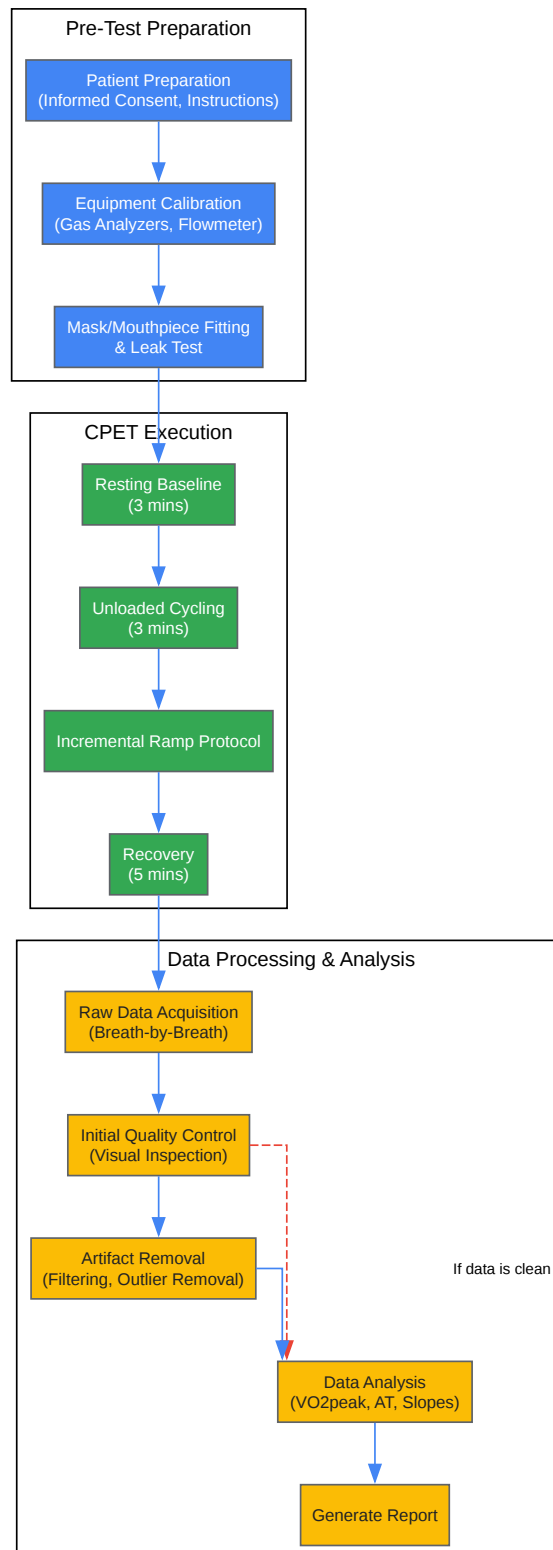 Pre-Test Preparation
Patient Preparation
(Informed Consent, Instructions)
Equipment Calibration
(Gas Analyzers, Flowmeter)
Mask/Mouthpiece Fitting
& Leak Test
CPET Execution
Resting Baseline
(3 mins)
Unloaded Cycling
(3 mins)
Incremental Ramp Protocol
Recovery
(5 mins)
Data Processing & Analysis
Raw Data Acquisition
(Breath-by-Breath)
Initial Quality Control
(Visual Inspection)
Artifact Removal
(Filtering, Outlier Removal)
If data is clean
Data Analysis
(VO2peak, AT, Slopes)
Generate Report